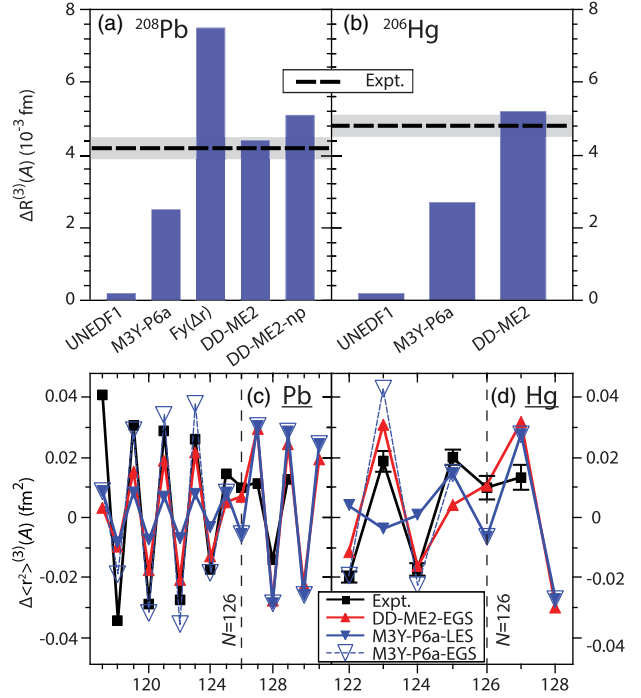 (a) ²⁰⁸Pb
(b) ²⁰⁶Hg
8 8
6 6
4 4
2 2
0 0
Expt.
ΔR⁽³⁾(A) (10⁻³ fm)
UNEDF1
M3Y-P6a
Fy(Δr)
DD-ME2
DD-ME2-np
UNEDF1
M3Y-P6a
DD-ME2
(c) Pb
(d) Hg
0.04 0.04
0.02 0.02
0 0
-0.02 -0.02
-0.04 -0.04
Δ<r²>⁽³⁾(A) (fm²)
N=126
N=126
Expt.
DD-ME2-EGS
M3Y-P6a-LES
M3Y-P6a-EGS
120 124 128
122 124 126 128